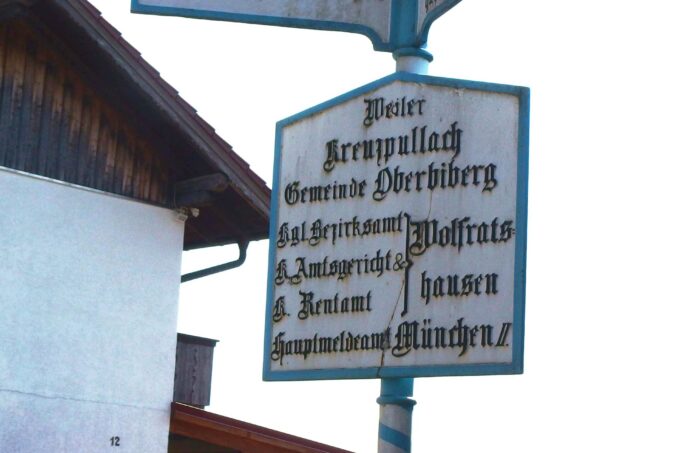 Weiler
Kreuzpullach
Gemeinde Oberbiberg
Kgl. Bezirksamt
K. Amtsgericht &
K. Rentamt
Wolfrats=
hausen
Hauptmeldeamt München II.
12